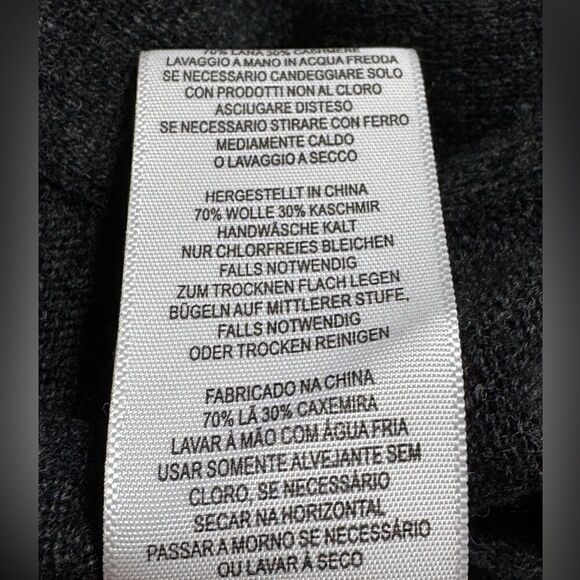 70% LANA 30% CASHMERE
LAVAGGIO A MANO IN ACQUA FREDDA
SE NECESSARIO CANDEGGIARE SOLO
CON PRODOTTI NON AL CLORO
ASCIUGARE DISTESO
SE NECESSARIO STIRARE CON FERRO
MEDIAMENTE CALDO
O LAVAGGIO A SECCO
HERGESTELLT IN CHINA
70% WOLLE 30% KASCHMIR
HANDWÄSCHE KALT
NUR CHLORFREIES BLEICHEN
FALLS NOTWENDIG
ZUM TROCKNEN FLACH LEGEN
BÜGELN AUF MITTLERER STUFE,
FALLS NOTWENDIG
ODER TROCKEN REINIGEN
FABRICADO NA CHINA
70% LÃ 30% CAXEMIRA
LAVAR À MÃO COM ÁGUA FRIA
USAR SOMENTE ALVEJANTE SEM
CLORO, SE NECESSÁRIO
SECAR NA HORIZONTAL
PASSAR A MORNO SE NECESSÁRIO
OU LAVAR À SECO